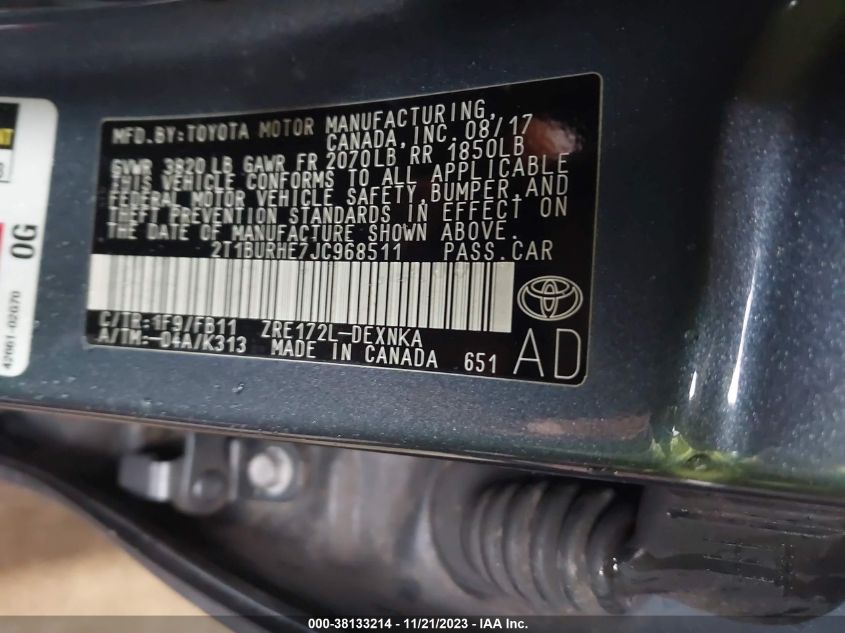 MFD.BY:TOYOTA MOTOR MANUFACTURING,
CANADA,INC. 08/17
GVWR 3820 LB GAWR FR 2070LB RR 1850LB
THIS VEHICLE CONFORMS TO ALL APPLICABLE
FEDERAL MOTOR VEHICLE SAFETY,BUMPER,AND
THEFT PREVENTION STANDARDS IN EFFECT ON
THE DATE OF MANUFACTURE SHOWN ABOVE.
2T1BURHE7JC968511 PASS.CAR
C/TR:1F9/FB11 ZRE172L-DEXNKA
A/TM:-04A/K313 MADE IN CANADA 651
AD
0G
42661-02G70
000-38133214 - 11/21/2023 - IAA Inc.